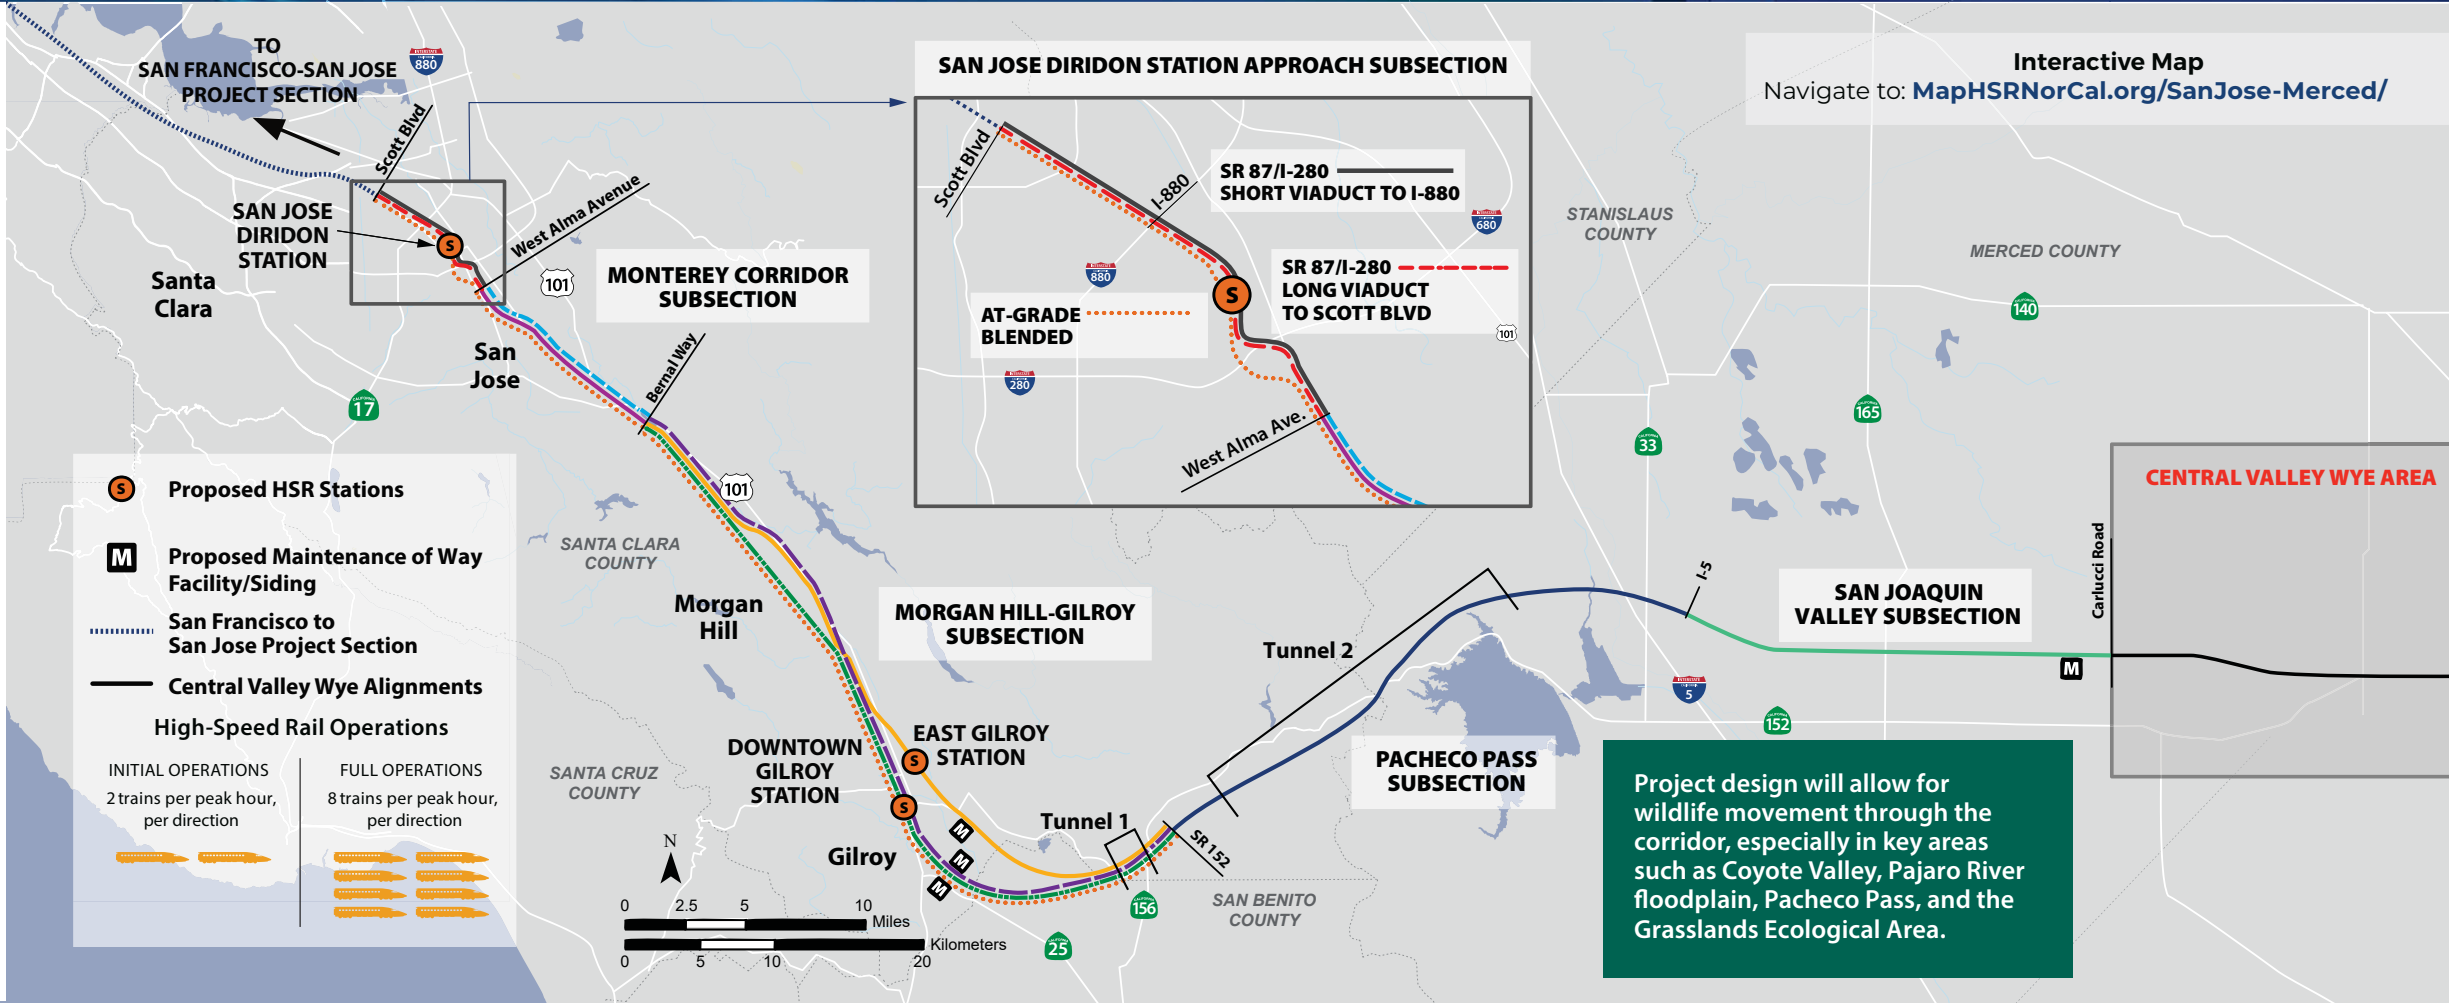 TO
SAN FRANCISCO-SAN JOSE
PROJECT SECTION
INTERSTATE
880
Scott Blvd
SAN JOSE
DIRIDON
STATION
S
West Alma Avenue
Santa
Clara
101
San
Jose
CALIFORNIA
17
MONTEREY CORRIDOR
SUBSECTION
Bernal Way
101
SAN JOSE DIRIDON STATION APPROACH SUBSECTION
Scott Blvd
I-880
SR 87/I-280
SHORT VIADUCT TO I-880
680
880
SR 87/I-280
LONG VIADUCT
TO SCOTT BLVD
S
AT-GRADE
BLENDED
101
280
West Alma Ave.
Interactive Map
Navigate to: MapHSRNorCal.org/SanJose-Merced/
STANISLAUS
COUNTY
MERCED COUNTY
140
165
33
CENTRAL VALLEY WYE AREA
Carlucci Road
S
Proposed HSR Stations
M
Proposed Maintenance of Way
Facility/Siding
San Francisco to
San Jose Project Section
Central Valley Wye Alignments
High-Speed Rail Operations
INITIAL OPERATIONS
2 trains per peak hour,
per direction
FULL OPERATIONS
8 trains per peak hour,
per direction
SANTA CLARA
COUNTY
Morgan
Hill
MORGAN HILL-GILROY
SUBSECTION
EAST GILROY
STATION
S
DOWNTOWN
GILROY
STATION
S
SANTA CRUZ
COUNTY
Gilroy
M
M
M
Tunnel 1
Tunnel 2
SR 152
156
25
SAN BENITO
COUNTY
PACHECO PASS
SUBSECTION
I-5
INTERSTATE
5
SAN JOAQUIN
VALLEY SUBSECTION
M
152
N
0
2.5
5
10
Miles
Kilometers
0
5
10
20
Project design will allow for
wildlife movement through the
corridor, especially in key areas
such as Coyote Valley, Pajaro River
floodplain, Pacheco Pass, and the
Grasslands Ecological Area.